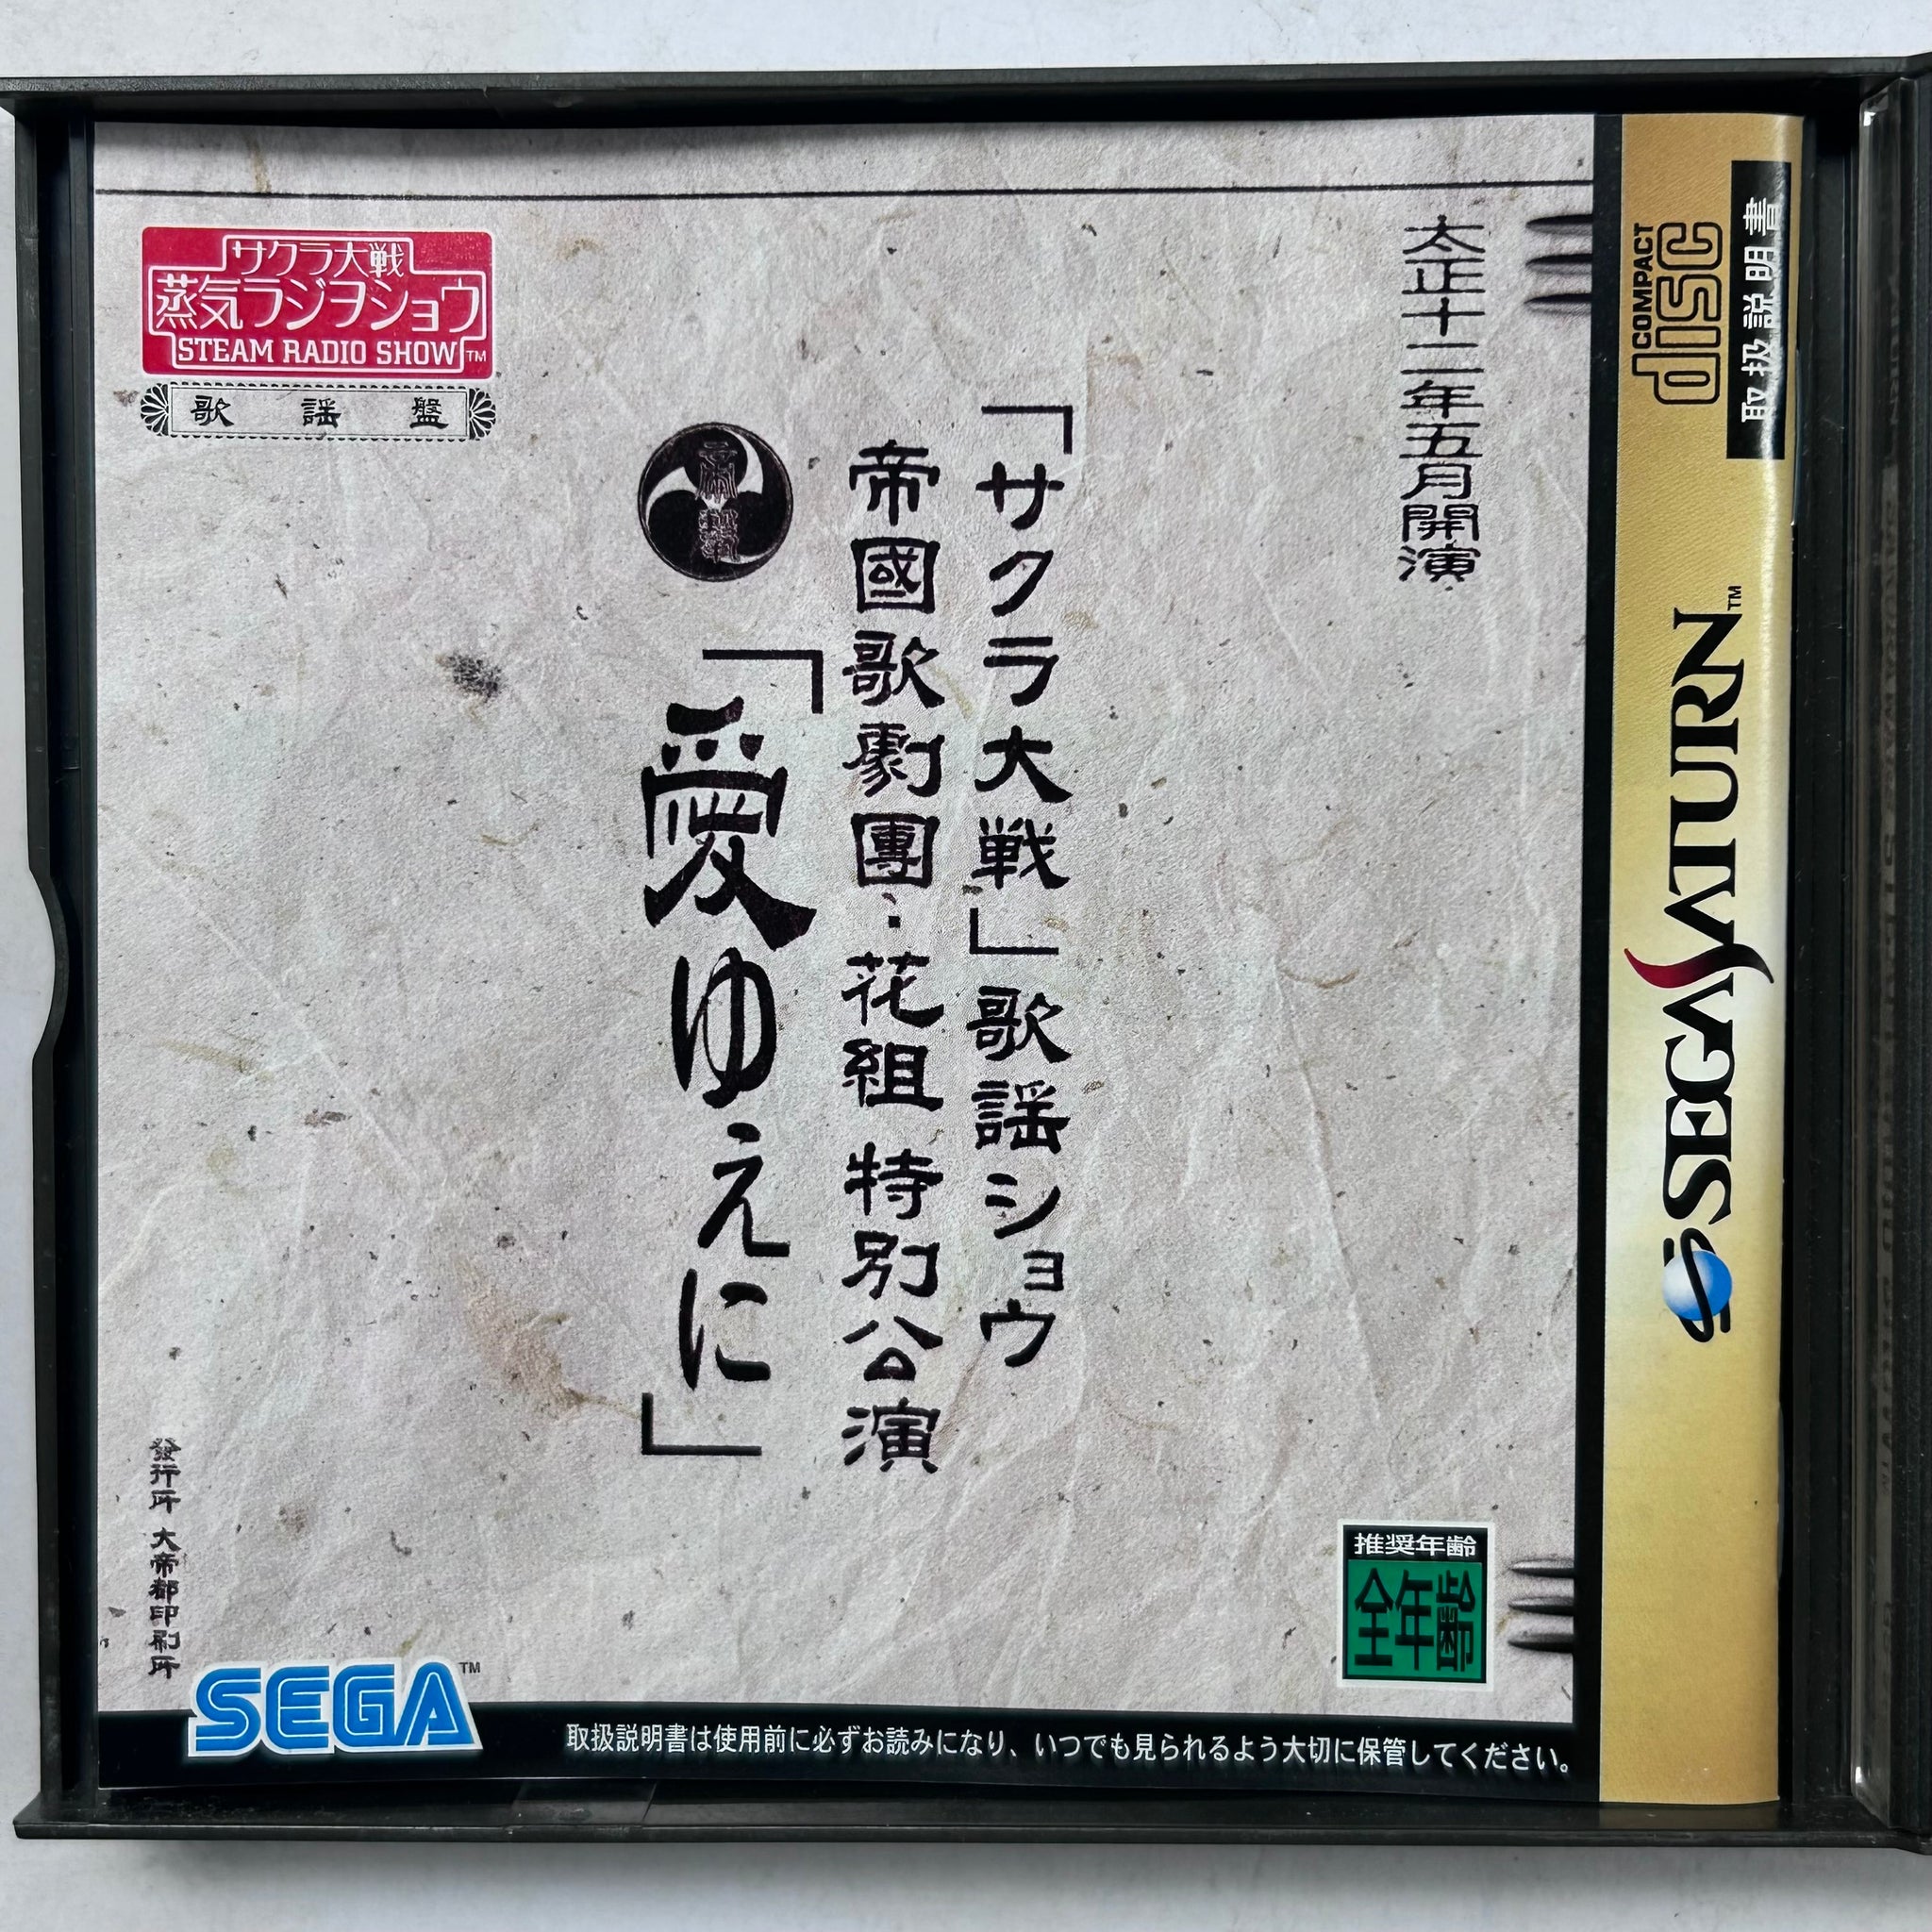 サクラ大戦
蒸気ラジヲショウ
STEAM RADIO SHOW™
歌謡盤
太正十二年五月開演
「サクラ大戦」歌謡ショウ
帝國歌劇團・花組 特別公演
「愛ゆえに」
發行所 大帝都印刷所
推奨年齢
全年齢
SEGA™
取扱説明書は使用前に必ずお読みになり、いつでも見られるよう大切に保管してください。
取扱説明書
COMPACT
disc
SEGA SATURN™